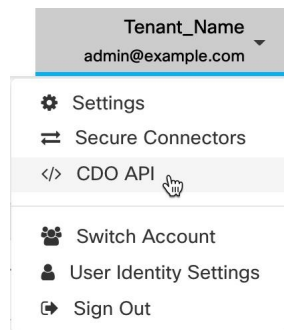 Tenant_Name
admin@example.com
Settings
Secure Connectors
</> CDO API
Switch Account
User Identity Settings
Sign Out